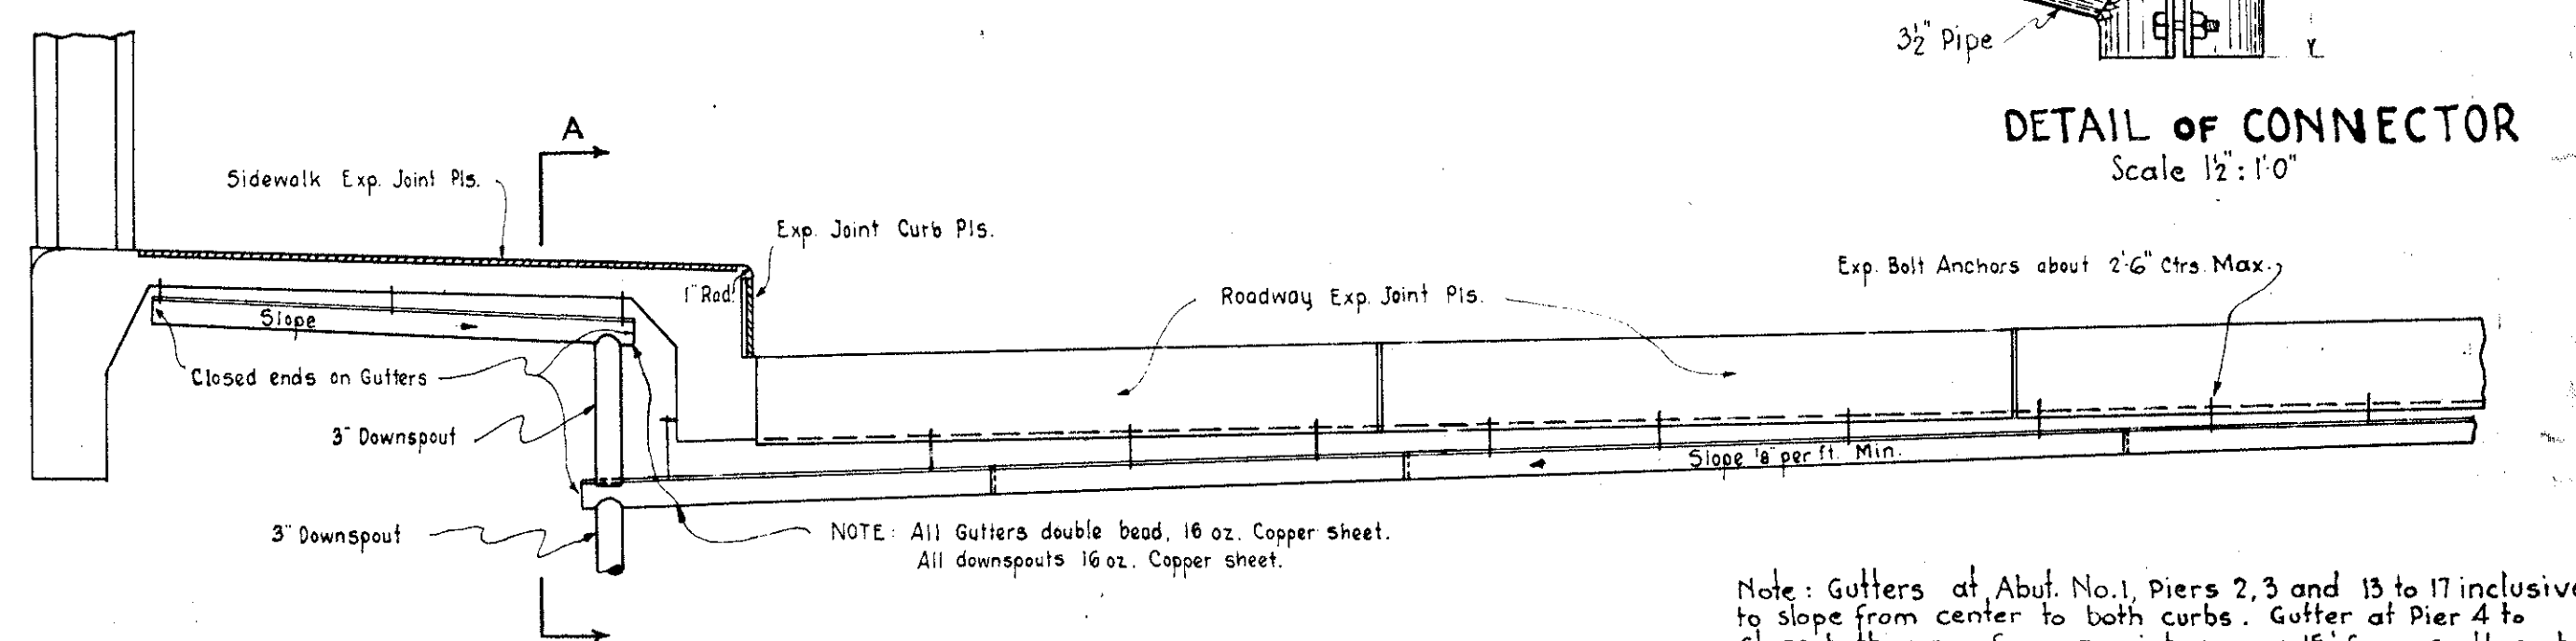 3½" Pipe
DETAIL OF CONNECTOR
Scale 1½" : 1'-0"
A
Sidewalk Exp. Joint Pls.
Exp. Joint Curb Pls.
1" Rad.
Roadway Exp. Joint Pls.
Exp. Bolt Anchors about 2'-6" Ctrs. Max.
Slope
Closed ends on Gutters
3" Downspout
Slope 1/8" per ft. Min.
3" Downspout
NOTE: All Gutters double bead, 16 oz. Copper sheet.
All downspouts 16 oz. Copper sheet.
Note: Gutters at Abut. No.1, Piers 2, 3 and 13 to 17 inclusive
to slope from center to both curbs. Gutter at Pier 4 to